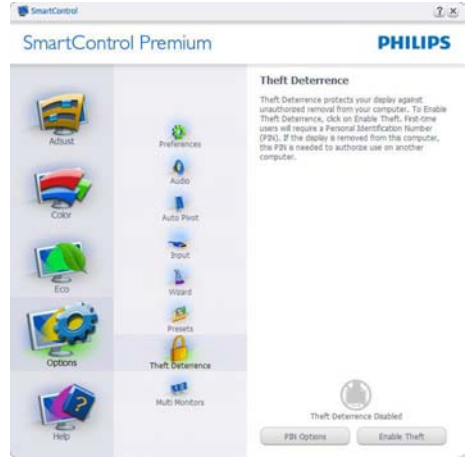 SmartControl
SmartControl Premium
PHILIPS
Adjust
Color
Eco
Options
Help
Preferences
Audio
Auto Pivot
Input
Wizard
Presets
Theft Deterrence
Multi Monitors
Theft Deterrence
Theft Deterrence protects your display against
unauthorized removal from your computer. To Enable
Theft Deterrence, click on Enable Theft. First-time
users will require a Personal Identification Number
(PIN). If the display is removed from this computer,
this PIN is needed to authorize use on another
computer.
Theft Deterrence Disabled
PIN Options
Enable Theft